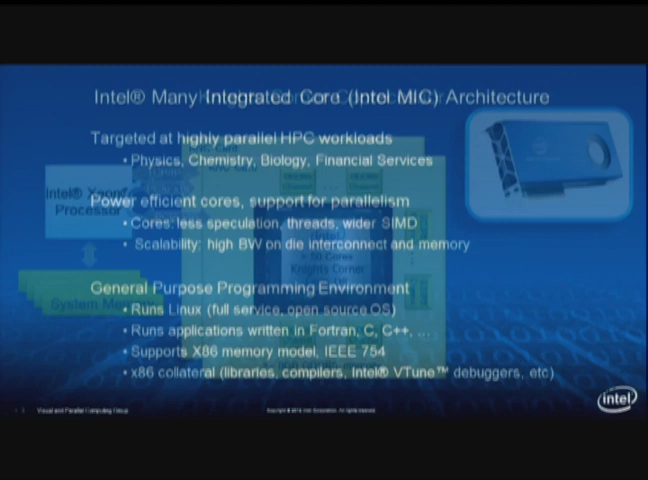 Intel® Many Integrated Core (Intel MIC) Architecture
Targeted at highly parallel HPC workloads
• Physics, Chemistry, Biology, Financial Services
Intel® Xeon®
Processor
Power efficient cores, support for parallelism
• Cores: less speculation, threads, wider SIMD
• Scalability: high BW on die interconnect and memory
Cores
Knights Corner
General Purpose Programming Environment
System Memory
• Runs Linux (full service, open source OS)
• Runs applications written in Fortran, C, C++, …
• Supports X86 memory model, IEEE 754
• x86 collateral (libraries, compilers, Intel® VTune™ debuggers, etc)
Visual and Parallel Computing Group
intel